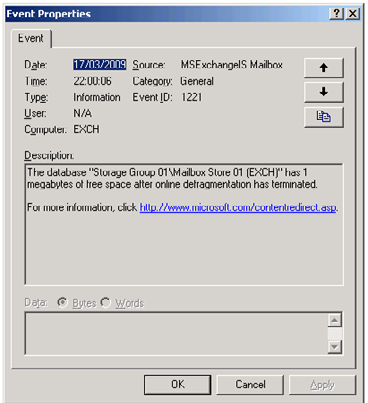 Event Properties
Event
Date: 17/03/2009 Source: MSExchangeIS Mailbox
Time: 22:00:06 Category: General
Type: Information Event ID: 1221
User: N/A
Computer: EXCH
Description:
The database "Storage Group 01\Mailbox Store 01 (EXCH)" has 1
megabytes of free space after online defragmentation has terminated.
For more information, click http://www.microsoft.com/contentredirect.asp.
Data: Bytes Words
OK Cancel Apply